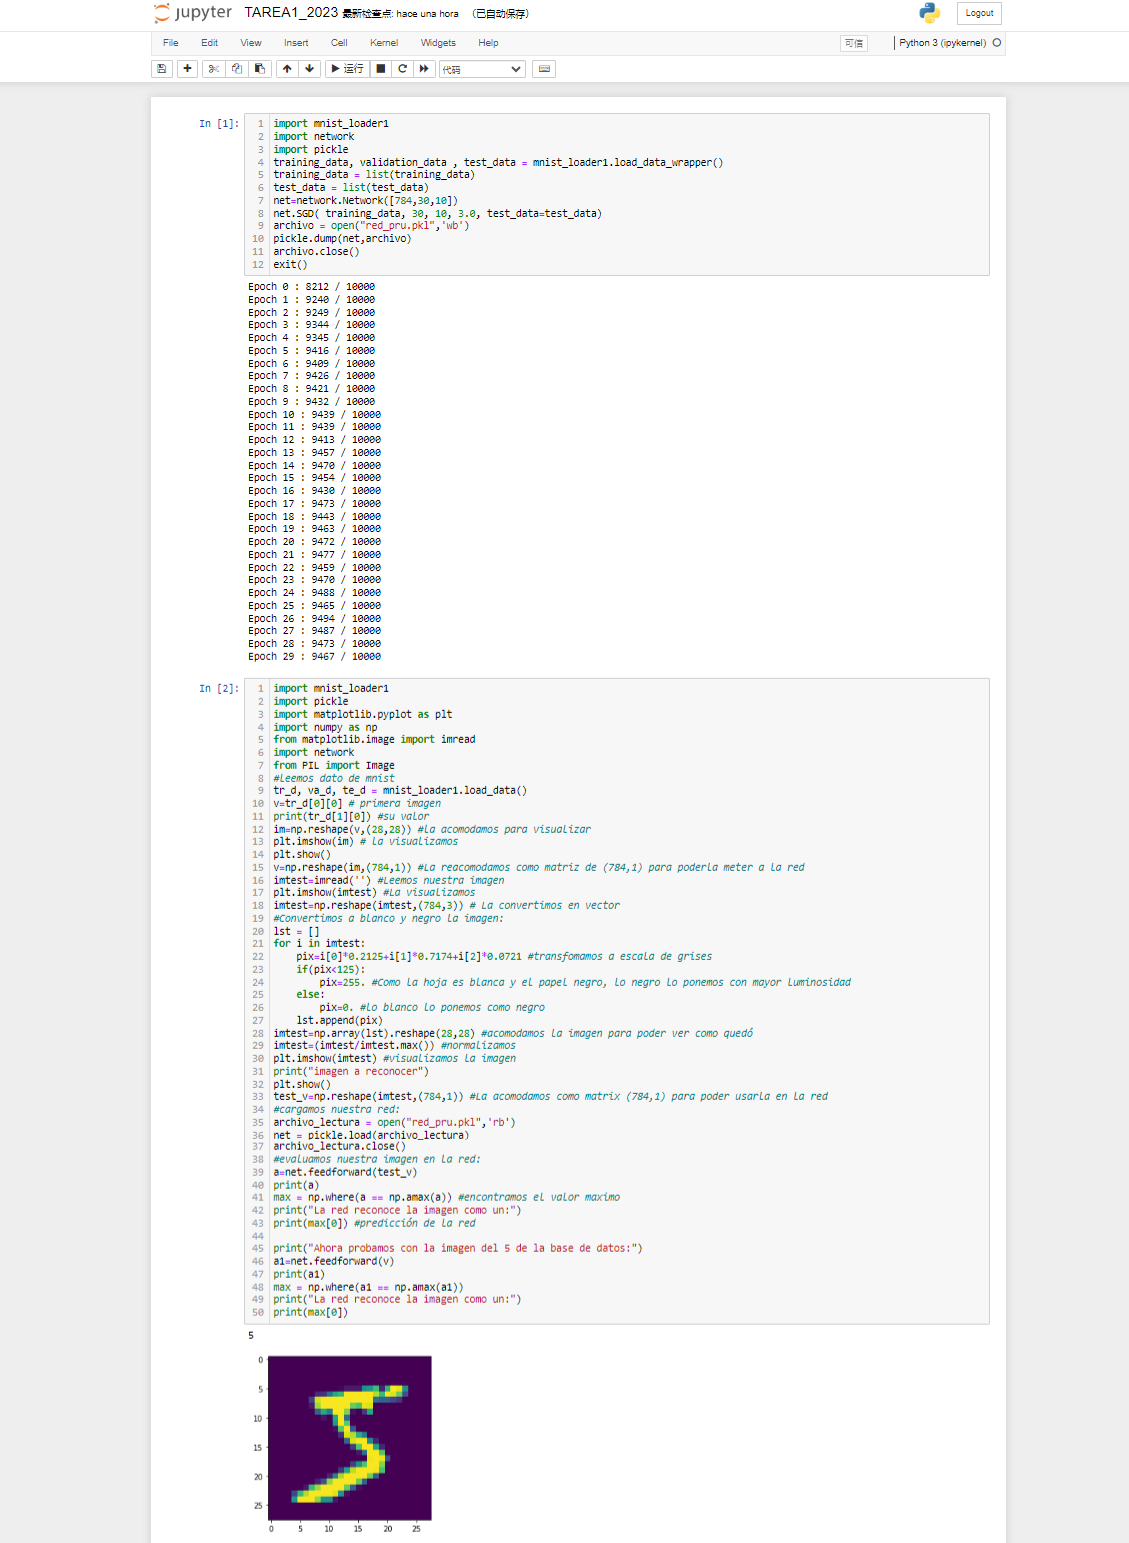 jupyter TAREA1_2023 最新检查点: hace una hora (已自动保存)
Logout
File Edit View Insert Cell Kernel Widgets Help
可信
Python 3 (ipykernel)
运行
代码
In [1]:
1 import mnist_loader1
2 import network
3 import pickle
4 training_data, validation_data , test_data = mnist_loader1.load_data_wrapper()
5 training_data = list(training_data)
6 test_data = list(test_data)
7 net=network.Network([784,30,10])
8 net.SGD( training_data, 30, 10, 3.0, test_data=test_data)
9 archivo = open("red_pru.pkl",'wb')
10 pickle.dump(net,archivo)
11 archivo.close()
12 exit()
Epoch 0 : 8212 / 10000
Epoch 1 : 9240 / 10000
Epoch 2 : 9249 / 10000
Epoch 3 : 9344 / 10000
Epoch 4 : 9345 / 10000
Epoch 5 : 9416 / 10000
Epoch 6 : 9409 / 10000
Epoch 7 : 9426 / 10000
Epoch 8 : 9421 / 10000
Epoch 9 : 9432 / 10000
Epoch 10 : 9439 / 10000
Epoch 11 : 9439 / 10000
Epoch 12 : 9413 / 10000
Epoch 13 : 9457 / 10000
Epoch 14 : 9470 / 10000
Epoch 15 : 9454 / 10000
Epoch 16 : 9430 / 10000
Epoch 17 : 9473 / 10000
Epoch 18 : 9443 / 10000
Epoch 19 : 9463 / 10000
Epoch 20 : 9472 / 10000
Epoch 21 : 9477 / 10000
Epoch 22 : 9459 / 10000
Epoch 23 : 9470 / 10000
Epoch 24 : 9488 / 10000
Epoch 25 : 9465 / 10000
Epoch 26 : 9494 / 10000
Epoch 27 : 9487 / 10000
Epoch 28 : 9473 / 10000
Epoch 29 : 9467 / 10000
In [2]:
1 import mnist_loader1
2 import pickle
3 import matplotlib.pyplot as plt
4 import numpy as np
5 from matplotlib.image import imread
6 import network
7 from PIL import Image
8 #Leemos dato de mnist
9 tr_d, va_d, te_d = mnist_loader1.load_data()
10 v=tr_d[0][0] # primera imagen
11 print(tr_d[1][0]) #su valor
12 im=np.reshape(v,(28,28)) #la acomodamos para visualizar
13 plt.imshow(im) # la visualizamos
14 plt.show()
15 v=np.reshape(im,(784,1)) #La reacomodamos como matriz de (784,1) para poderla meter a la red
16 imtest=imread('') #Leemos nuestra imagen
17 plt.imshow(imtest) #La visualizamos
18 imtest=np.reshape(imtest,(784,3)) # La convertimos en vector
19 #Convertimos a blanco y negro la imagen:
20 lst = []
21 for i in imtest:
22 pix=i[0]*0.2125+i[1]*0.7174+i[2]*0.0721 #transfomamos a escala de grises
23 if(pix<125):
24 pix=255. #Como la hoja es blanca y el papel negro, lo negro lo ponemos con mayor luminosidad
25 else:
26 pix=0. #lo blanco lo ponemos como negro
27 lst.append(pix)
28 imtest=np.array(lst).reshape(28,28) #acomodamos la imagen para poder ver como quedó
29 imtest=(imtest/imtest.max()) #normalizamos
30 plt.imshow(imtest) #visualizamos la imagen
31 print("imagen a reconocer")
32 plt.show()
33 test_v=np.reshape(imtest,(784,1)) #La acomodamos como matrix (784,1) para poder usarla en la red
34 #cargamos nuestra red:
35 archivo_lectura = open("red_pru.pkl",'rb')
36 net = pickle.load(archivo_lectura)
37 archivo_lectura.close()
38 #evaluamos nuestra imagen en la red:
39 a=net.feedforward(test_v)
40 print(a)
41 max = np.where(a == np.amax(a)) #encontramos el valor maximo
42 print("La red reconoce la imagen como un:")
43 print(max[0]) #predicción de la red
44
45 print("Ahora probamos con la imagen del 5 de la base de datos:")
46 a1=net.feedforward(v)
47 print(a1)
48 max = np.where(a1 == np.amax(a1))
49 print("La red reconoce la imagen como un:")
50 print(max[0])
5
0
5
10
15
20
25
0 5 10 15 20 25